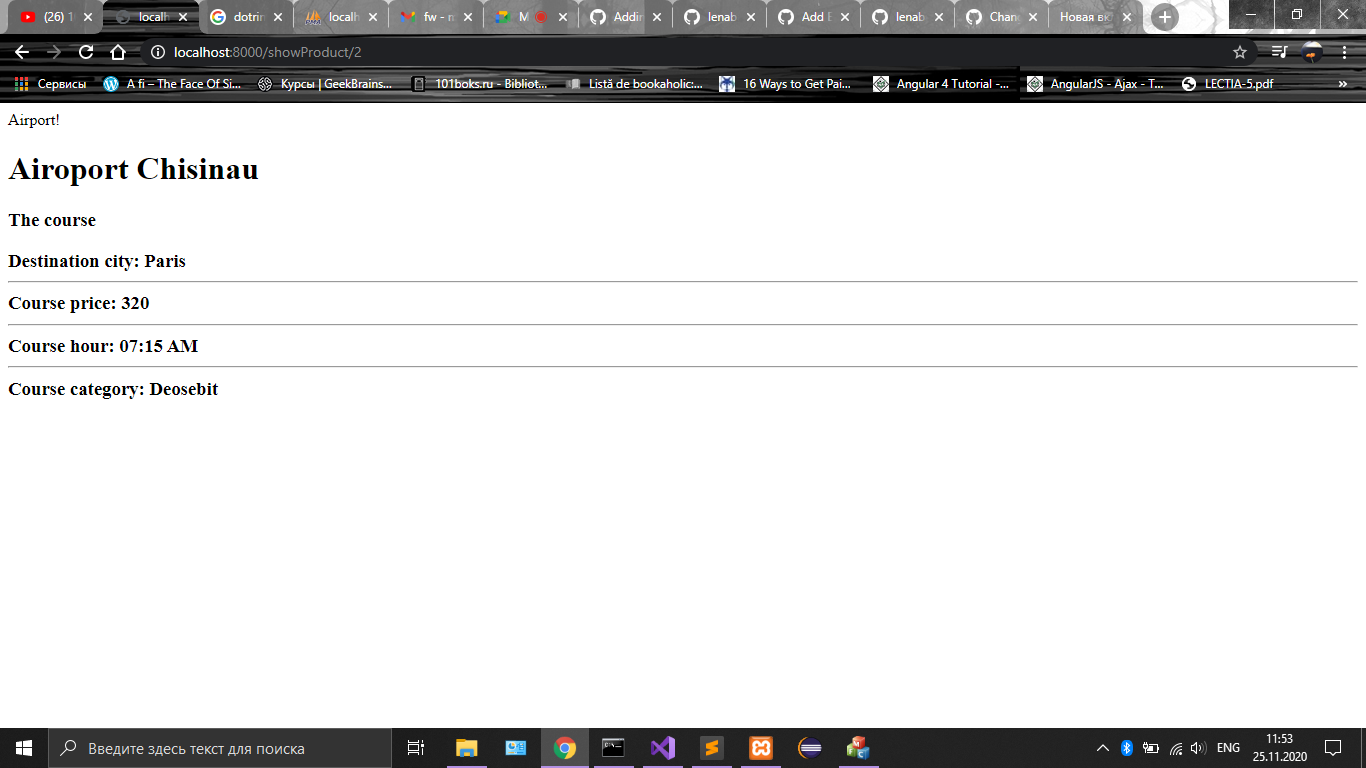 (26) 1
localh
dotrin
localh
fw - n
M
Addin
lenab
Add E
lenab
Chan
Новая вк
localhost:8000/showProduct/2
Сервисы
A fi – The Face Of Si...
Курсы | GeekBrains...
101boks.ru - Bibliot...
Listă de bookaholic:...
16 Ways to Get Pai...
Angular 4 Tutorial -...
AngularJS - Ajax - T...
LECTIA-5.pdf
»
Airport!
Airoport Chisinau
The course
Destination city: Paris
Course price: 320
Course hour: 07:15 AM
Course category: Deosebit
Введите здесь текст для поиска
ENG
11:53
25.11.2020